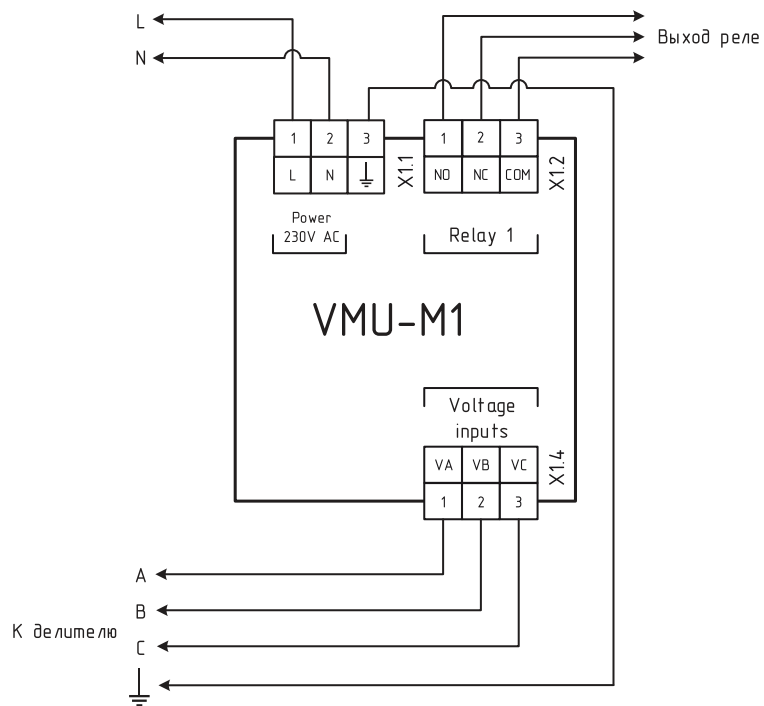 L
N
Выход реле
1 2 3
L N
X1.1
1 2 3
NO NC COM
X1.2
Power
230V AC
Relay 1
VMU-M1
Voltage
inputs
VA VB VC
1 2 3
X1.4
A
B
К делителю
C